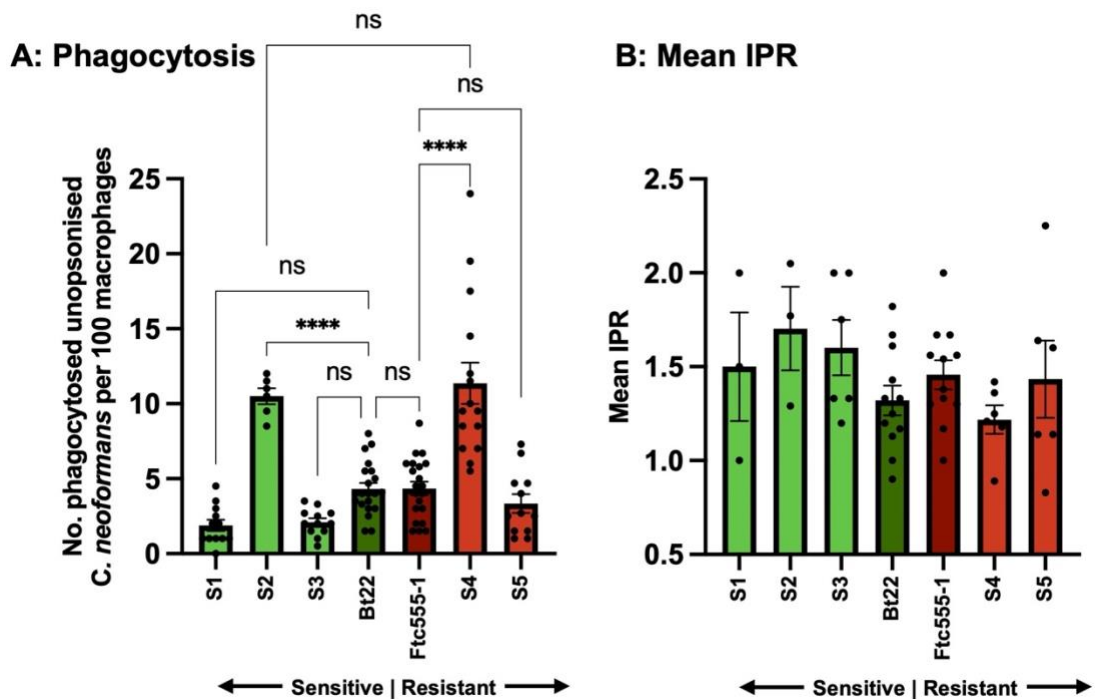 A: Phagocytosis
ns
ns
****
ns
****
ns
ns
No. phagocytosed unopsonised
C. neoformans per 100 macrophages
25
20
15
10
5
0
S1
S2
S3
Bt22
Ftc555-1
S4
S5
Sensitive | Resistant
B: Mean IPR
Mean IPR
2.5
2.0
1.5
1.0
0.5
S1
S2
S3
Bt22
Ftc555-1
S4
S5
Sensitive | Resistant